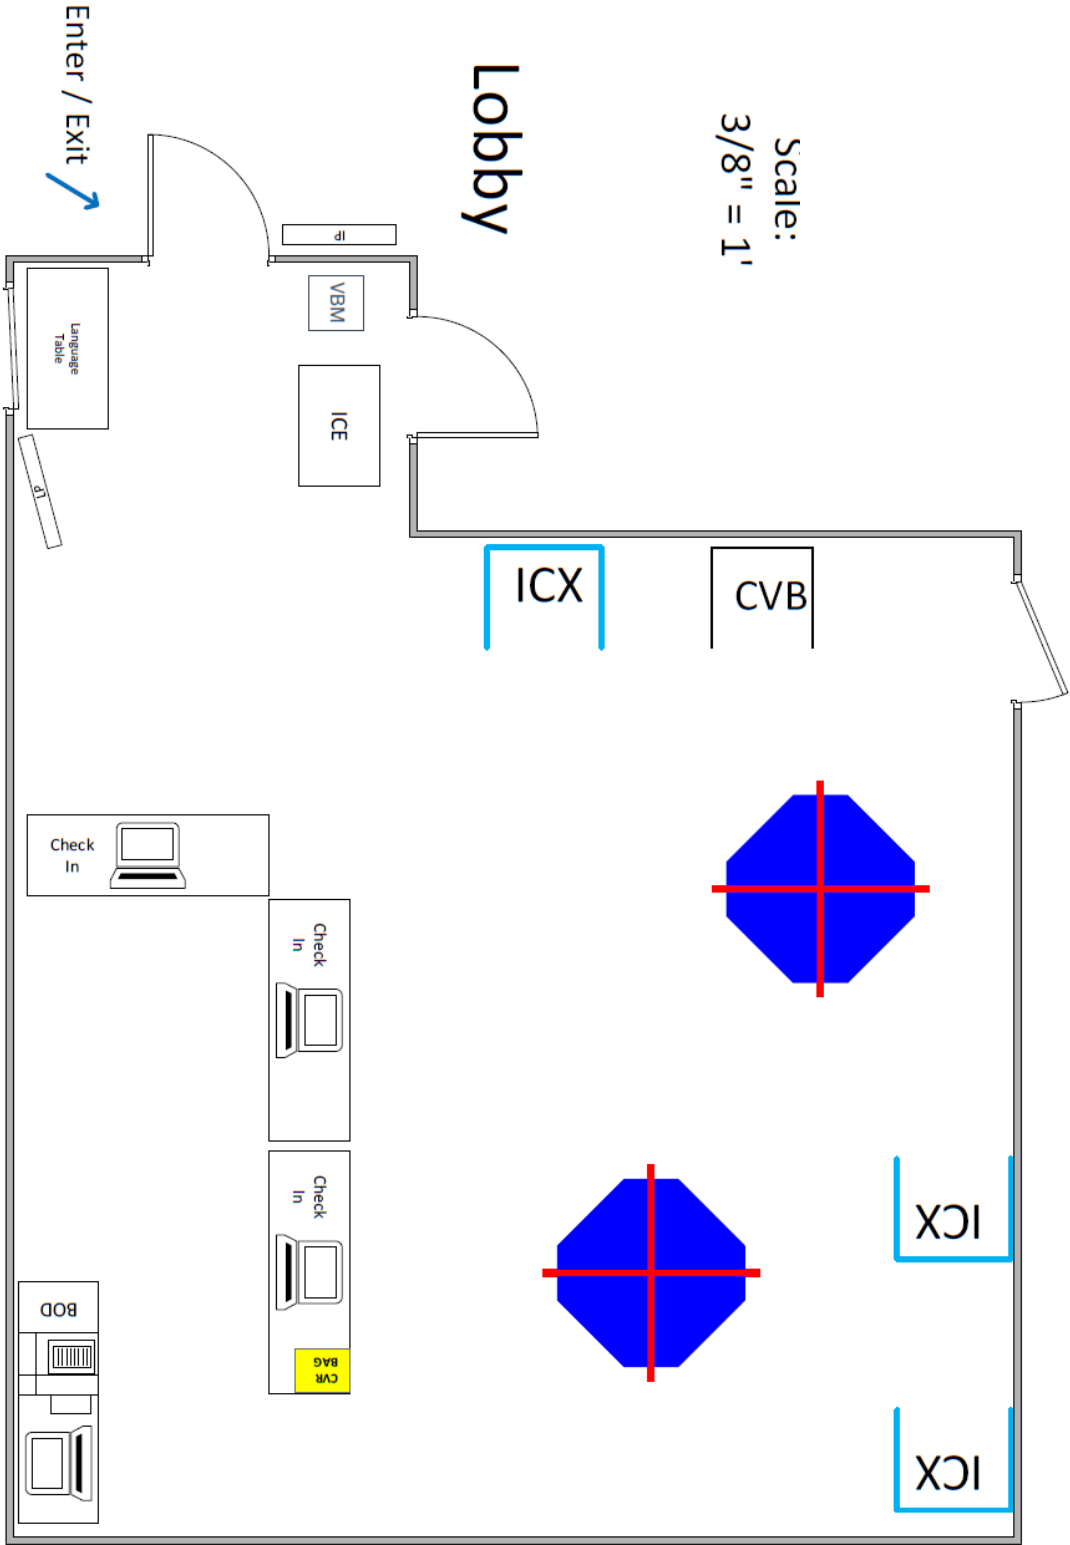 Enter / Exit
Lobby
Scale:
3/8" = 1'
IP
VBM
ICE
Language
Table
LP
ICX
CVB
Check
In
Check
In
Check
In
CVR
BAG
BOD
ICX
ICX